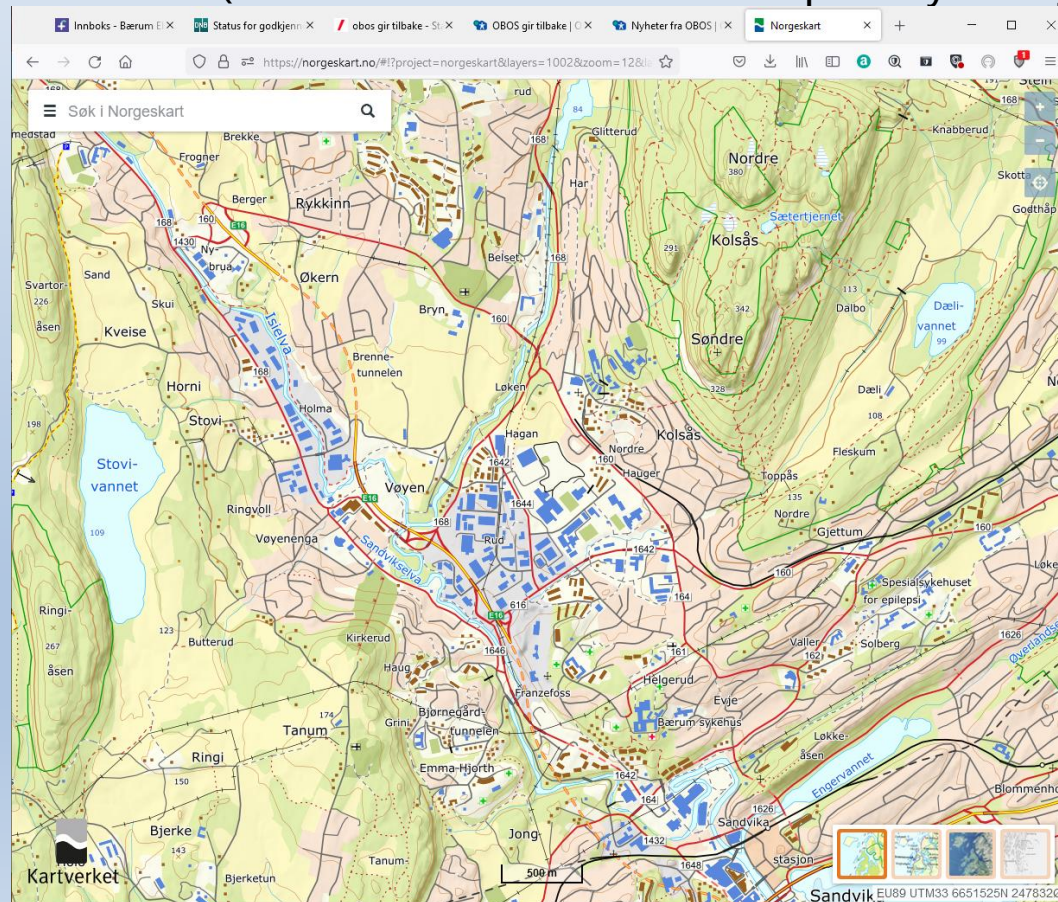 Innboks - Bærum El
Status for godkjenn
obos gir tilbake - St
OBOS gir tilbake | O
Nyheter fra OBOS |
Norgeskart
https://norgeskart.no/#!?project=norgeskart&layers=1002&zoom=12&la
Søk i Norgeskart
rud
84
168
Stein
168
medstad
Brekke
Glitterud
Knabberud
Frogner
Nordre
380
Skotta
Berger
Rykkinn
Har
Sætertjernet
Godthåp
168
160
E16
1430
Ny-
brua
Belset
168
291
Kolsås
Sand
Økern
Svartor-
226
åsen
Skui
113
Dalbo
Dæli-
vannet
99
Kveise
Isielva
Bryn
160
342
Søndre
168
Brenne-
tunnelen
328
Horni
Løken
Dæli
108
Stovi
Holma
198
Hagan
Kolsås
Nordre
Fleskum
Stovi-
vannet
1642
160
Hauger
Toppås
135
Nordre
Vøyen
E16
1644
Ringvoll
168
Gjettum
160
109
Vøyenenga
Rud
1642
Sandvikselva
160
Løke
164
Spesialsykehuset
for epilepsi
Ringi-
267
åsen
123
Butterud
616
E16
Kirkerud
1646
161
Valler
162
Solberg
1626
Øverlandselva
Haug
Helgerud
Franzefoss
Evje
174
Tanum
Grini
Bjørnegård-
tunnelen
Bærum sykehus
Løkke-
åsen
Ringi
150
Emma Hjorth
1642
Engervannet
164
1626
Blommenho
Bjerke
143
Jong
Sandvika
stasjon
1432
Kartverket
Bjerketun
Tanum-
500 m
1648
Sandvik
EU89 UTM33 6651525N 247832